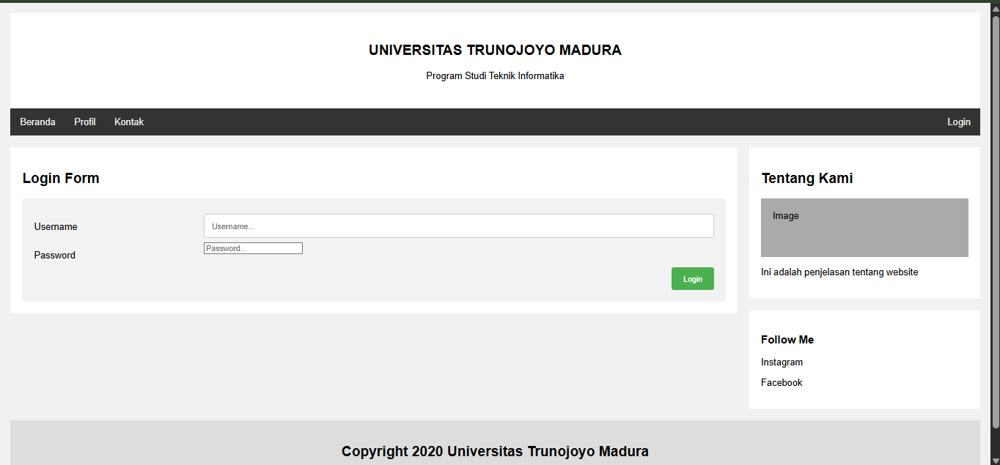 UNIVERSITAS TRUNOJOYO MADURA
Program Studi Teknik Informatika
Beranda Profil Kontak Login
Login Form
Username Username...
Password Password...
Login
Tentang Kami
Image
Ini adalah penjelasan tentang website
Follow Me
Instagram
Facebook
Copyright 2020 Universitas Trunojoyo Madura